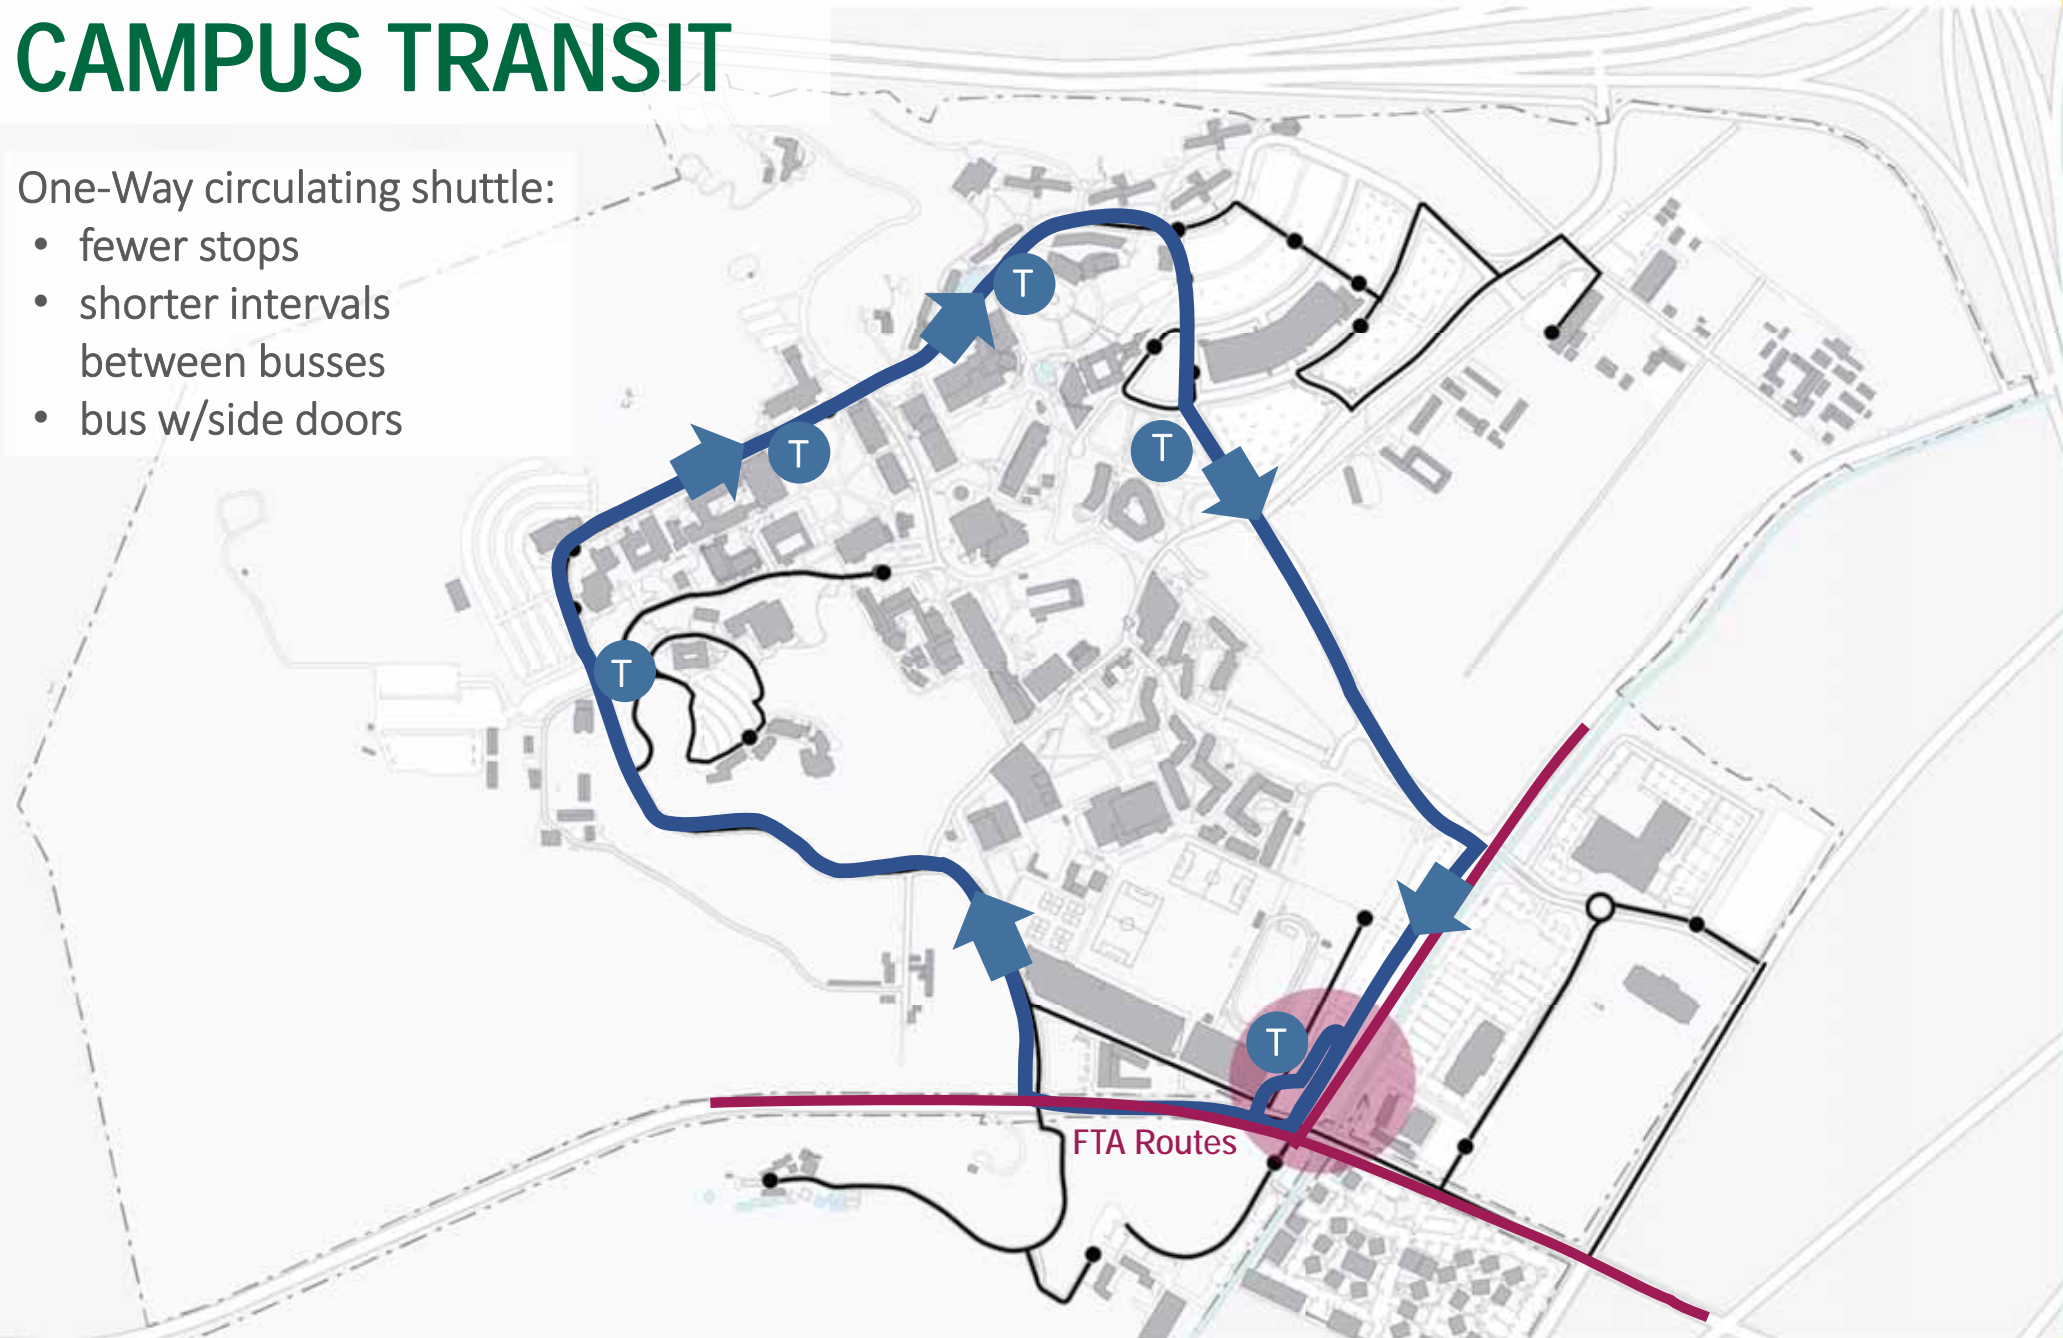 CAMPUS TRANSIT
One-Way circulating shuttle:
• fewer stops
• shorter intervals
between busses
• bus w/side doors
T
T
T
T
T
FTA Routes